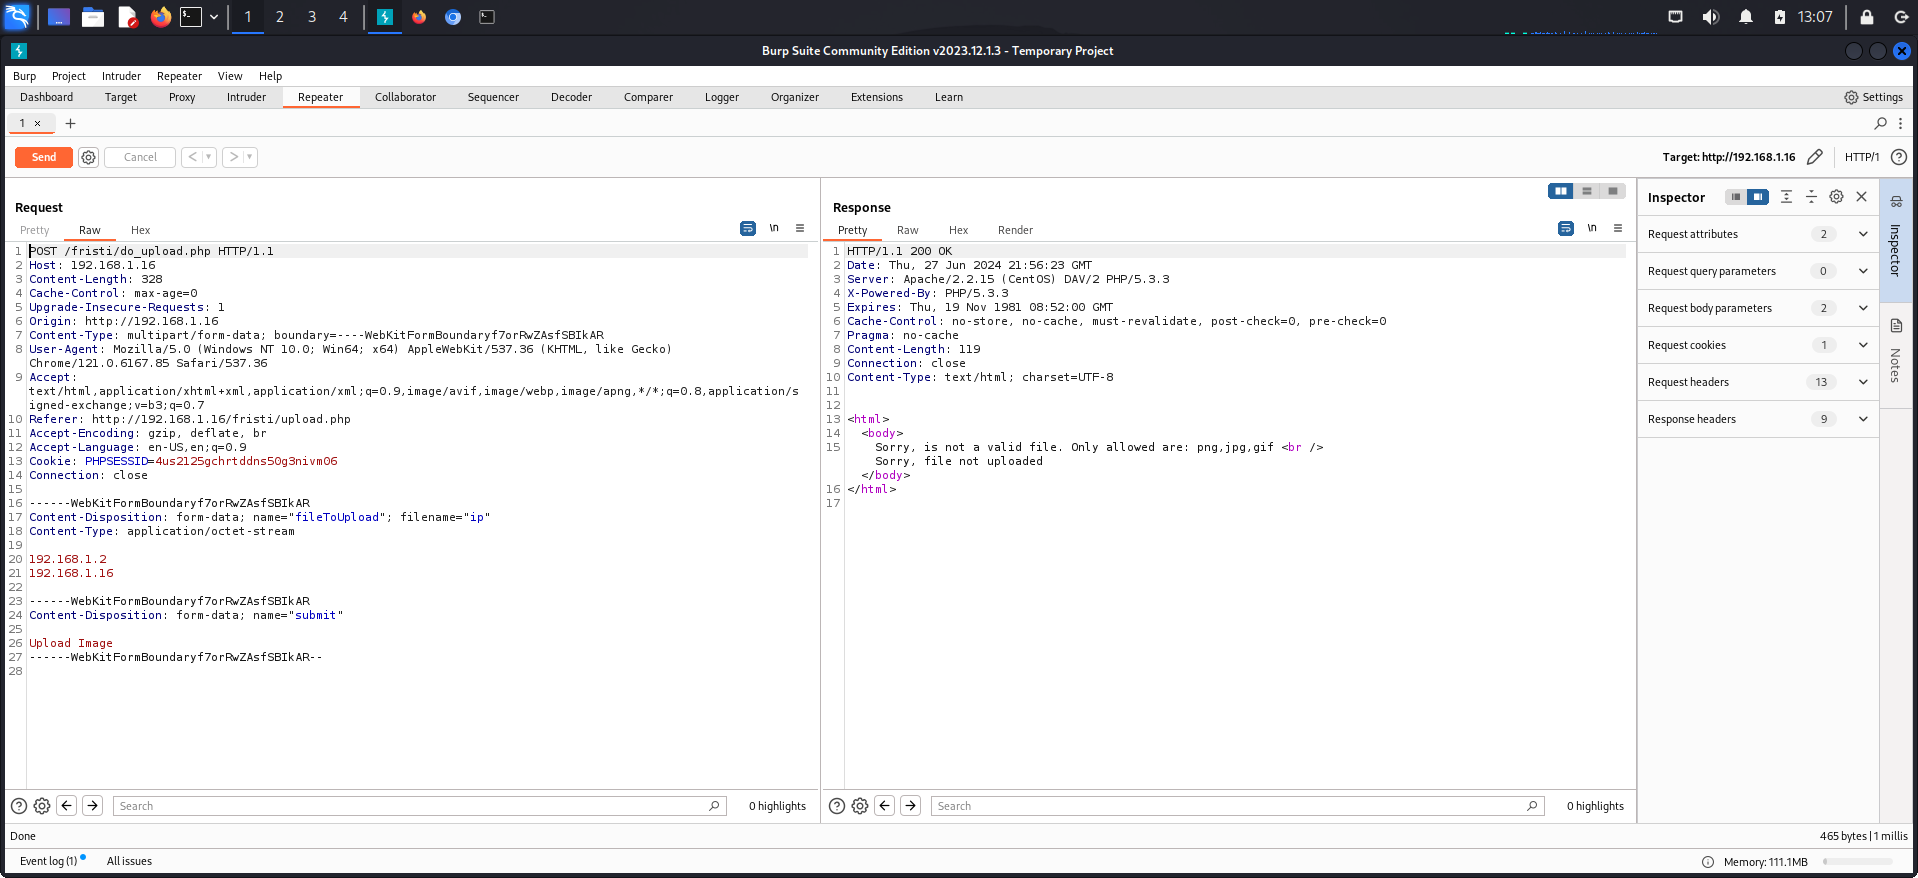 1 2 3 4 13:07
Burp Suite Community Edition v2023.12.1.3 - Temporary Project
Burp Project Intruder Repeater View Help
Dashboard Target Proxy Intruder Repeater Collaborator Sequencer Decoder Comparer Logger Organizer Extensions Learn Settings
1 × +
Send Cancel < > Target: http://192.168.1.16 HTTP/1
Request
Pretty Raw Hex \n
1 POST /fristi/do_upload.php HTTP/1.1
2 Host: 192.168.1.16
3 Content-Length: 328
4 Cache-Control: max-age=0
5 Upgrade-Insecure-Requests: 1
6 Origin: http://192.168.1.16
7 Content-Type: multipart/form-data; boundary=----WebKitFormBoundaryf7orRwZAsfSBIkAR
8 User-Agent: Mozilla/5.0 (Windows NT 10.0; Win64; x64) AppleWebKit/537.36 (KHTML, like Gecko)
Chrome/121.0.6167.85 Safari/537.36
9 Accept:
text/html,application/xhtml+xml,application/xml;q=0.9,image/avif,image/webp,image/apng,*/*;q=0.8,application/s
igned-exchange;v=b3;q=0.7
10 Referer: http://192.168.1.16/fristi/upload.php
11 Accept-Encoding: gzip, deflate, br
12 Accept-Language: en-US,en;q=0.9
13 Cookie: PHPSESSID=4us2l25gchrtddns50g3nivm06
14 Connection: close
15
16 ------WebKitFormBoundaryf7orRwZAsfSBIkAR
17 Content-Disposition: form-data; name="fileToUpload"; filename="ip"
18 Content-Type: application/octet-stream
19
20 192.168.1.2
21 192.168.1.16
22
23 ------WebKitFormBoundaryf7orRwZAsfSBIkAR
24 Content-Disposition: form-data; name="submit"
25
26 Upload Image
27 ------WebKitFormBoundaryf7orRwZAsfSBIkAR--
28
Search 0 highlights
Response
Pretty Raw Hex Render \n
1 HTTP/1.1 200 OK
2 Date: Thu, 27 Jun 2024 21:56:23 GMT
3 Server: Apache/2.2.15 (CentOS) DAV/2 PHP/5.3.3
4 X-Powered-By: PHP/5.3.3
5 Expires: Thu, 19 Nov 1981 08:52:00 GMT
6 Cache-Control: no-store, no-cache, must-revalidate, post-check=0, pre-check=0
7 Pragma: no-cache
8 Content-Length: 119
9 Connection: close
10 Content-Type: text/html; charset=UTF-8
11
12
13 <html>
14 <body>
15 Sorry, is not a valid file. Only allowed are: png,jpg,gif <br />
Sorry, file not uploaded
</body>
16 </html>
17
Search 0 highlights
Inspector
Request attributes 2
Request query parameters 0
Request body parameters 2
Request cookies 1
Request headers 13
Response headers 9
Inspector
Notes
Done 465 bytes | 1 millis
Event log (1) All issues Memory: 111.1MB